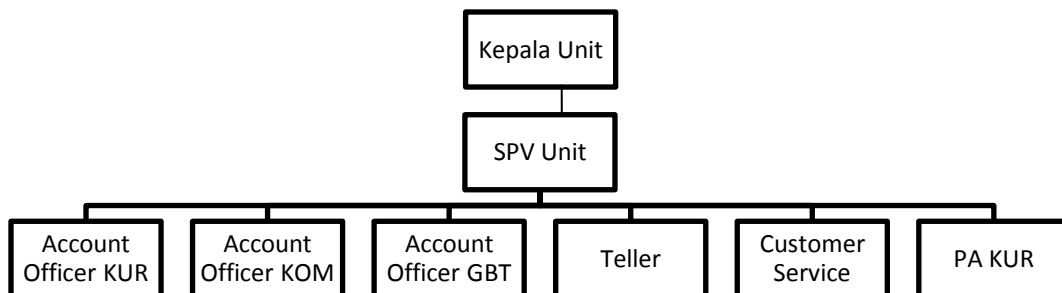 Kepala Unit
SPV Unit
Account
Officer KUR
Account
Officer KOM
Account
Officer GBT
Teller
Customer
Service
PA KUR